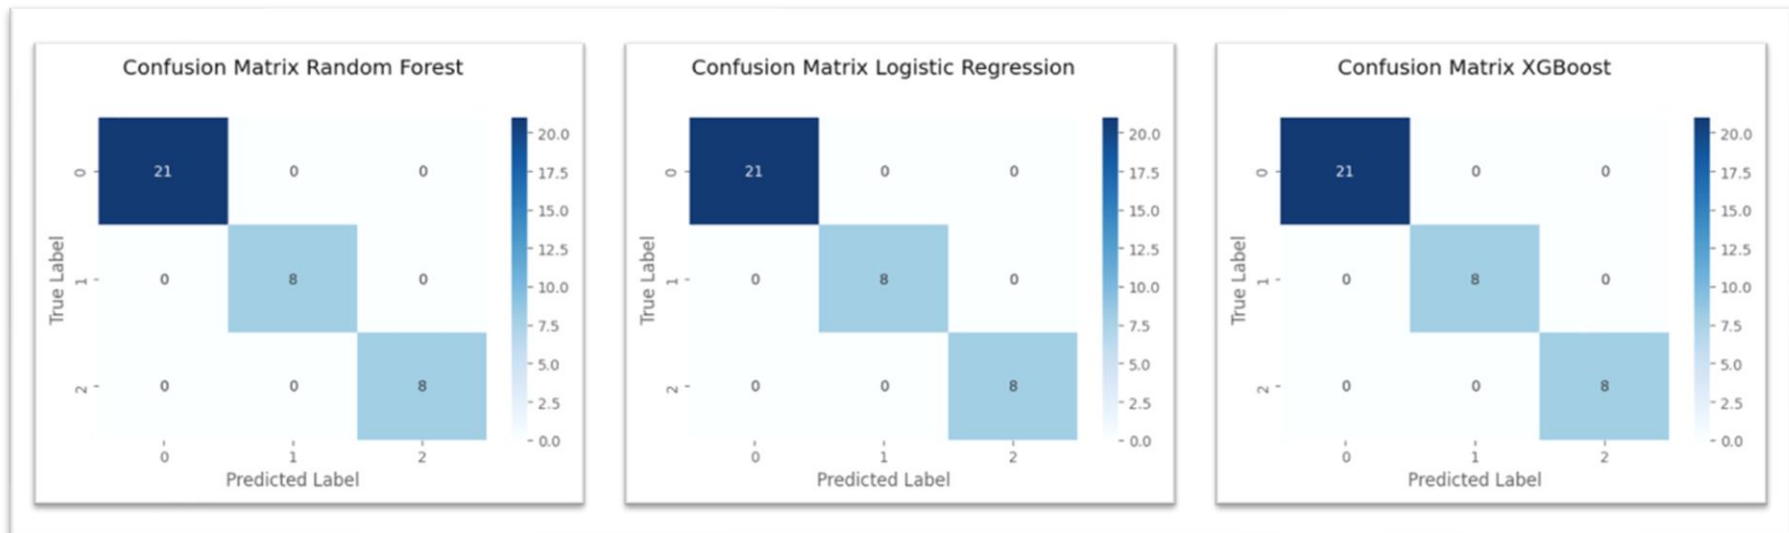 Confusion Matrix Random Forest
True Label
0 21 0 0
1 0 8 0
2 0 0 8
0 1 2
Predicted Label
20.0
17.5
15.0
12.5
10.0
7.5
5.0
2.5
0.0
Confusion Matrix Logistic Regression
True Label
0 21 0 0
1 0 8 0
2 0 0 8
0 1 2
Predicted Label
20.0
17.5
15.0
12.5
10.0
7.5
5.0
2.5
0.0
Confusion Matrix XGBoost
True Label
0 21 0 0
1 0 8 0
2 0 0 8
0 1 2
Predicted Label
20.0
17.5
15.0
12.5
10.0
7.5
5.0
2.5
0.0